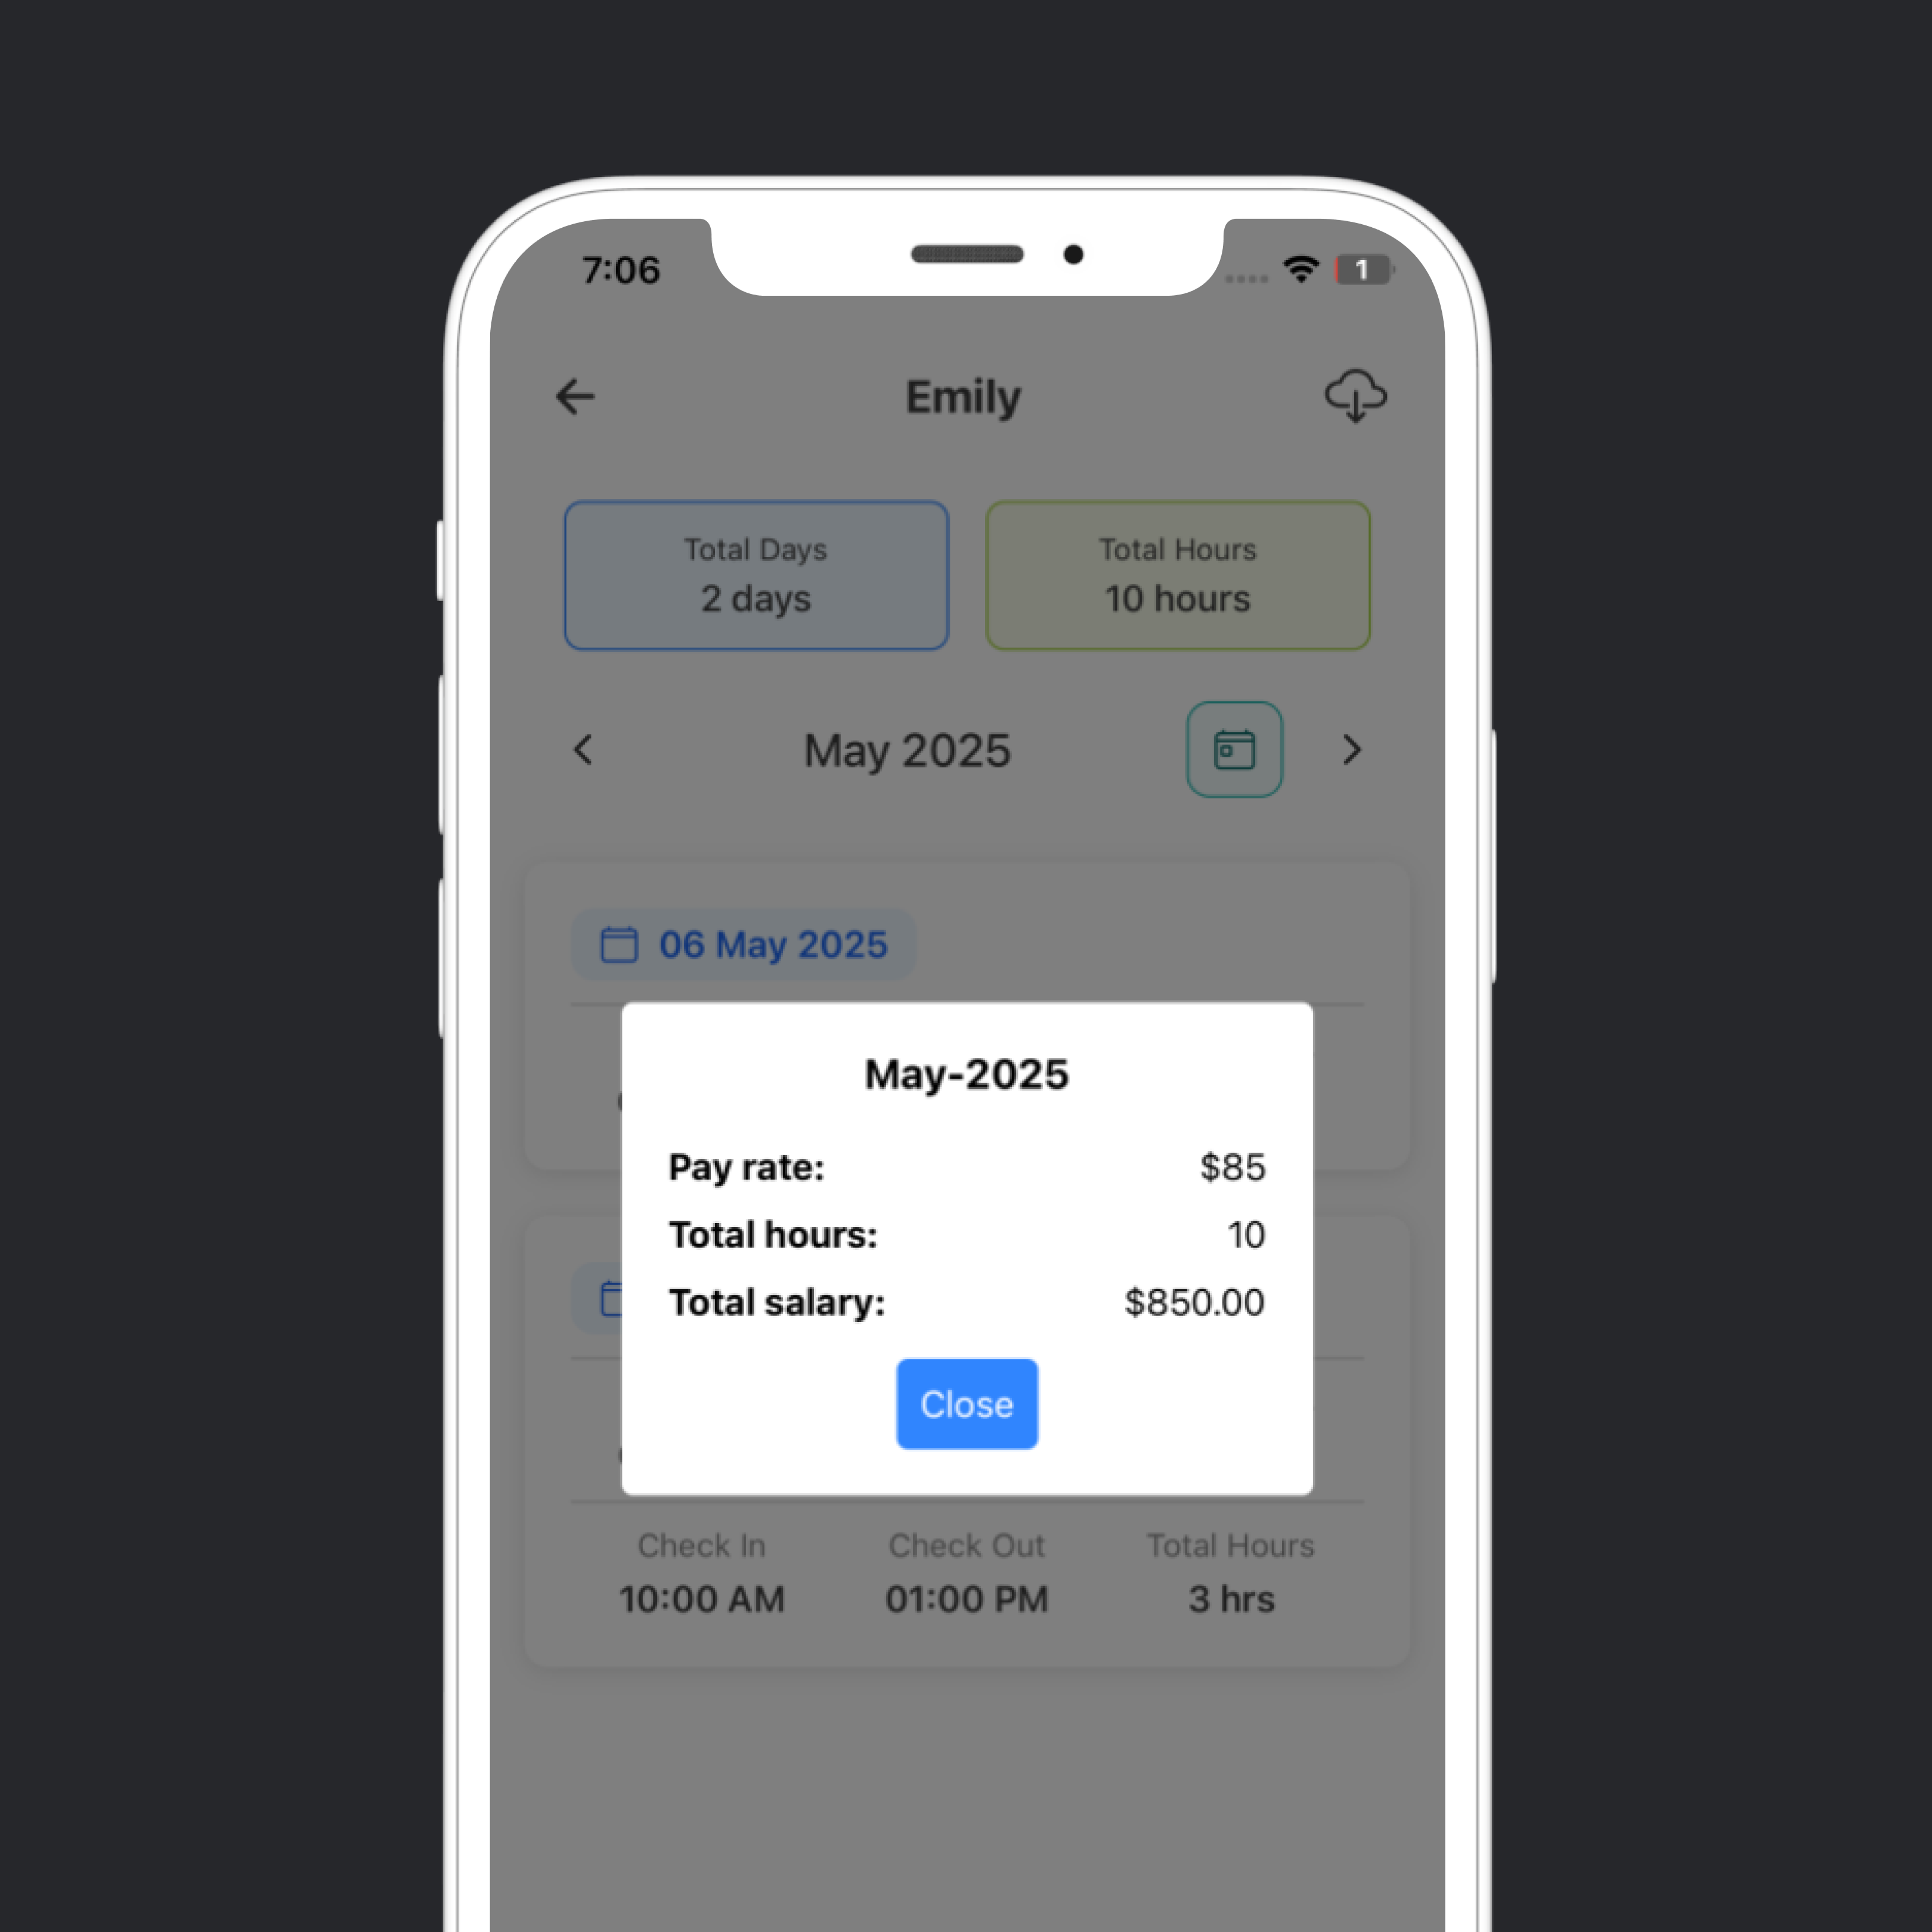 7:06
1
Emily
Total Days
2 days
Total Hours
10 hours
May 2025
06 May 2025
May-2025
Pay rate: $85
Total hours: 10
Total salary: $850.00
Close
Check In Check Out Total Hours
10:00 AM 01:00 PM 3 hrs